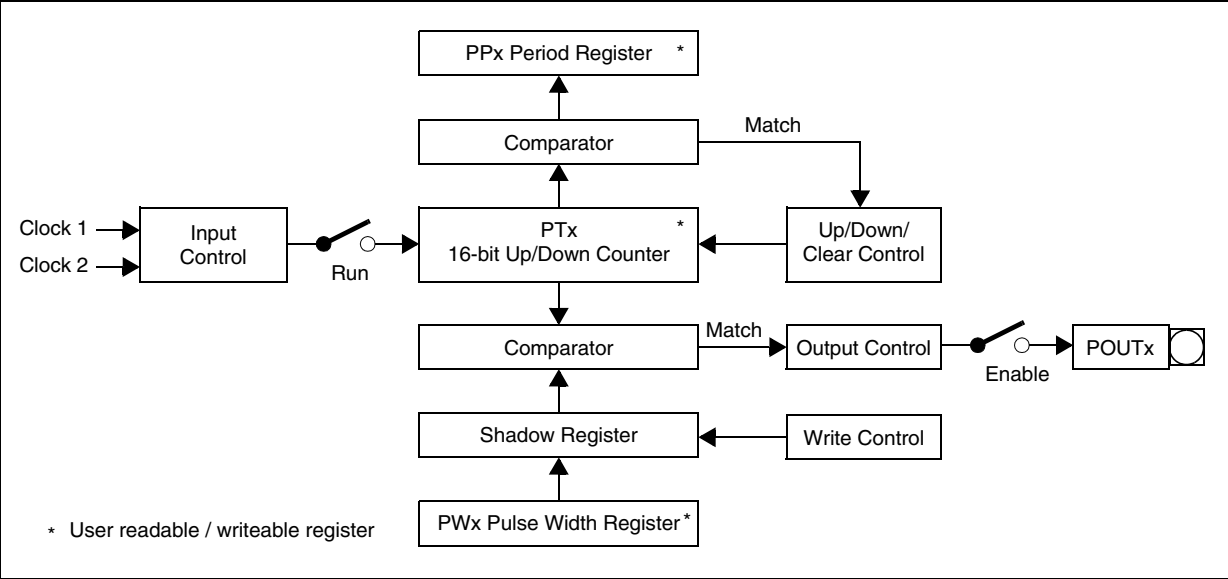 PPx Period Register *
Comparator
Match
Clock 1
Clock 2
Input
Control
Run
PTx *
16-bit Up/Down Counter
Up/Down/
Clear Control
Comparator
Match
Output Control
Enable
POUTx
Shadow Register
Write Control
PWx Pulse Width Register *
* User readable / writeable register